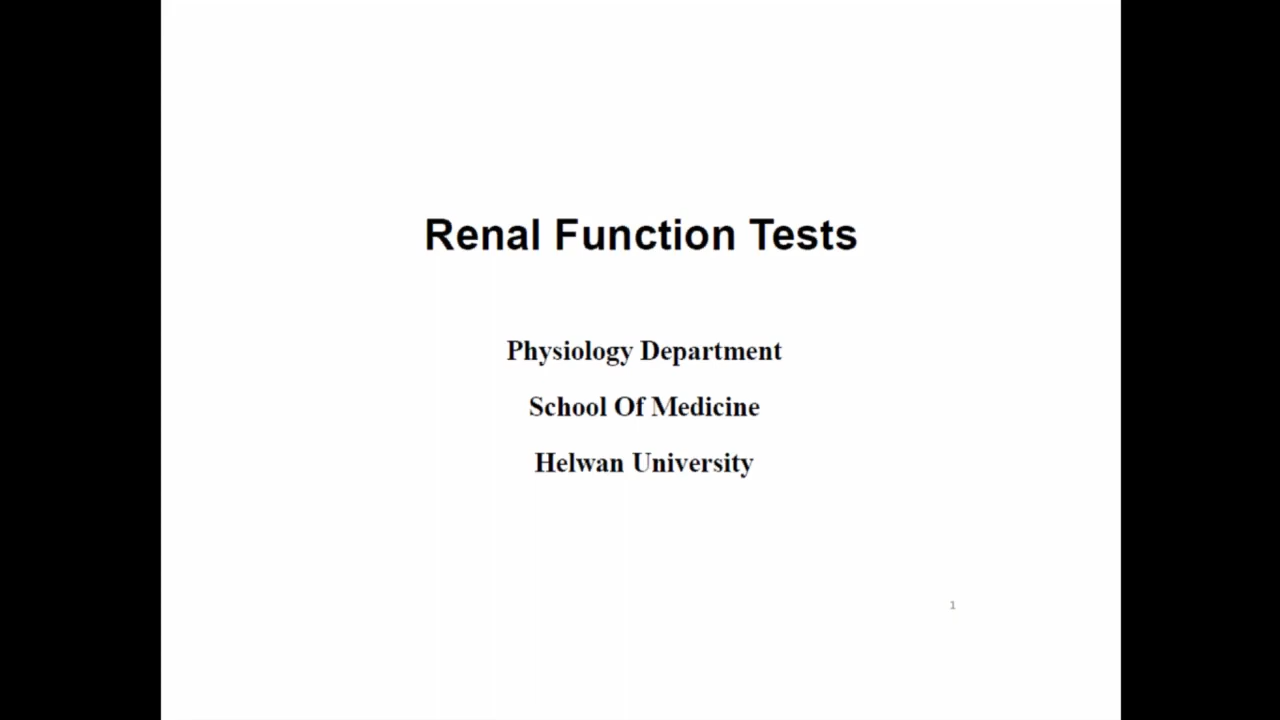 Renal Function Tests
Physiology Department
School Of Medicine
Helwan University
1